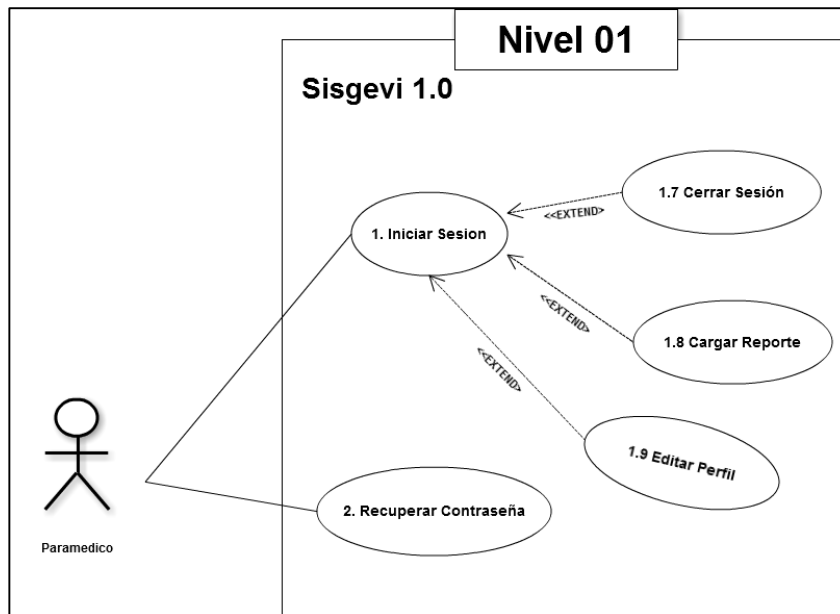 Nivel 01
Sisgevi 1.0
1.7 Cerrar Sesión
<<EXTEND>
1. Iniciar Sesion
<<EXTEND>
1.8 Cargar Reporte
<<EXTEND>
1.9 Editar Perfil
2. Recuperar Contraseña
Paramedico